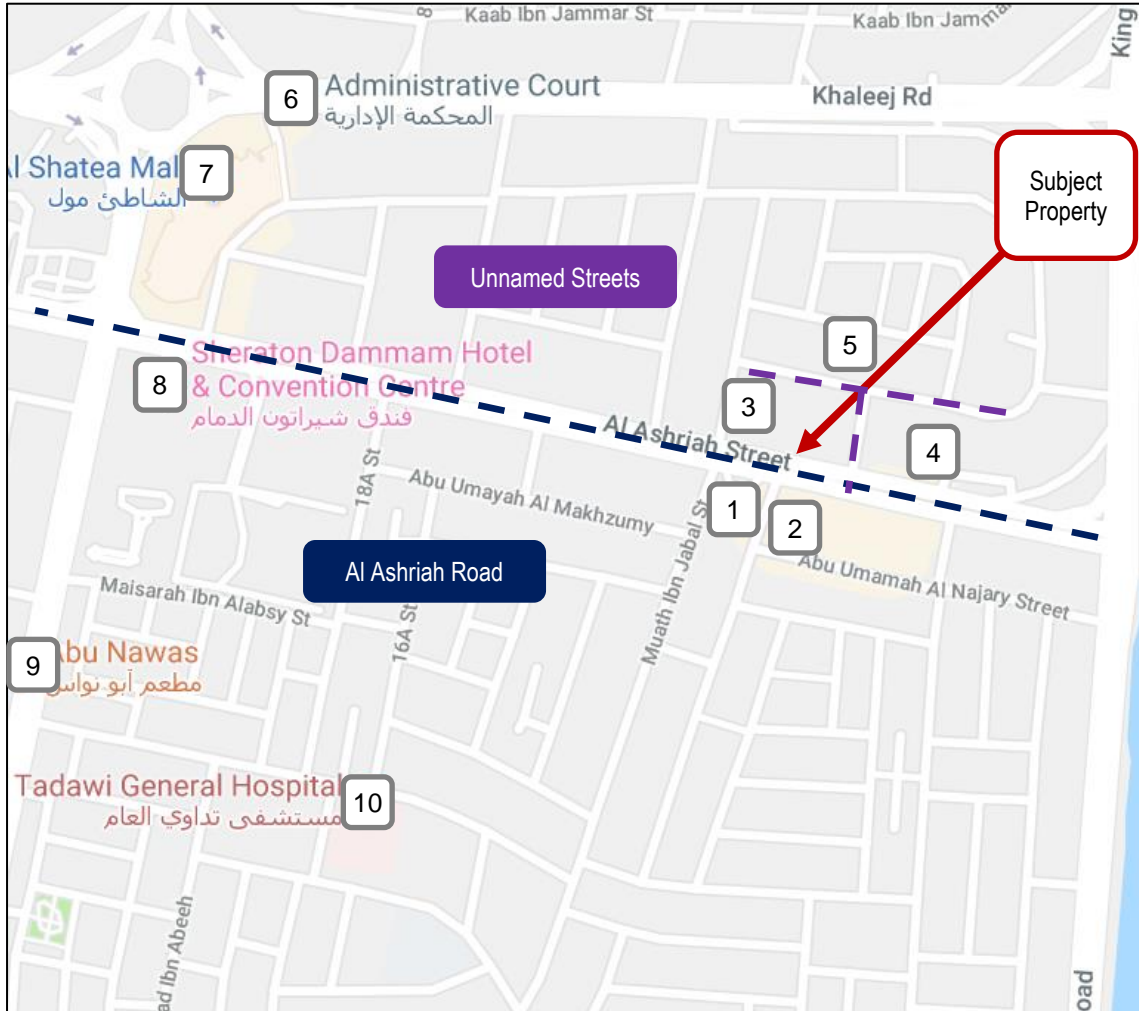 8
Kaab Ibn Jammar St
Kaab Ibn Jammar
King
6
Administrative Court
المحكمة الإدارية
Khaleej Rd
Al Shatea Mall
7
الشاطئ مول
Subject
Property
Unnamed Streets
5
8
Sheraton Dammam Hotel
& Convention Centre
فندق شيراتون الدمام
3
Al Ashriah Street
4
18A St
Abu Umayah Al Makhzumy
1
2
Muath Ibn Jabal St
Abu Umamah Al Najary Street
Al Ashriah Road
Maisarah Ibn Alabsy St
16A St
9
Abu Nawas
مطعم أبو نواس
Tadawi General Hospital
10
مستشفى تداوي العام
ad Ibn Abeeh
oad